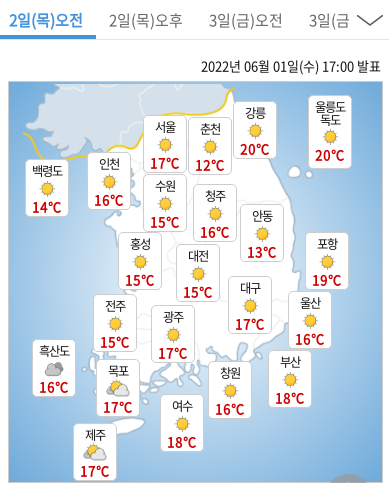 2일(목)오전
2일(목)오후
3일(금)오전
3일(금
2022년 06월 01일(수) 17:00 발표
서울
17℃
춘천
12℃
강릉
20℃
울릉도
독도
20℃
백령도
14℃
인천
16℃
수원
15℃
청주
16℃
안동
13℃
홍성
15℃
대전
15℃
포항
19℃
대구
17℃
울산
16℃
전주
15℃
광주
17℃
흑산도
16℃
목포
17℃
창원
16℃
부산
18℃
여수
18℃
제주
17℃